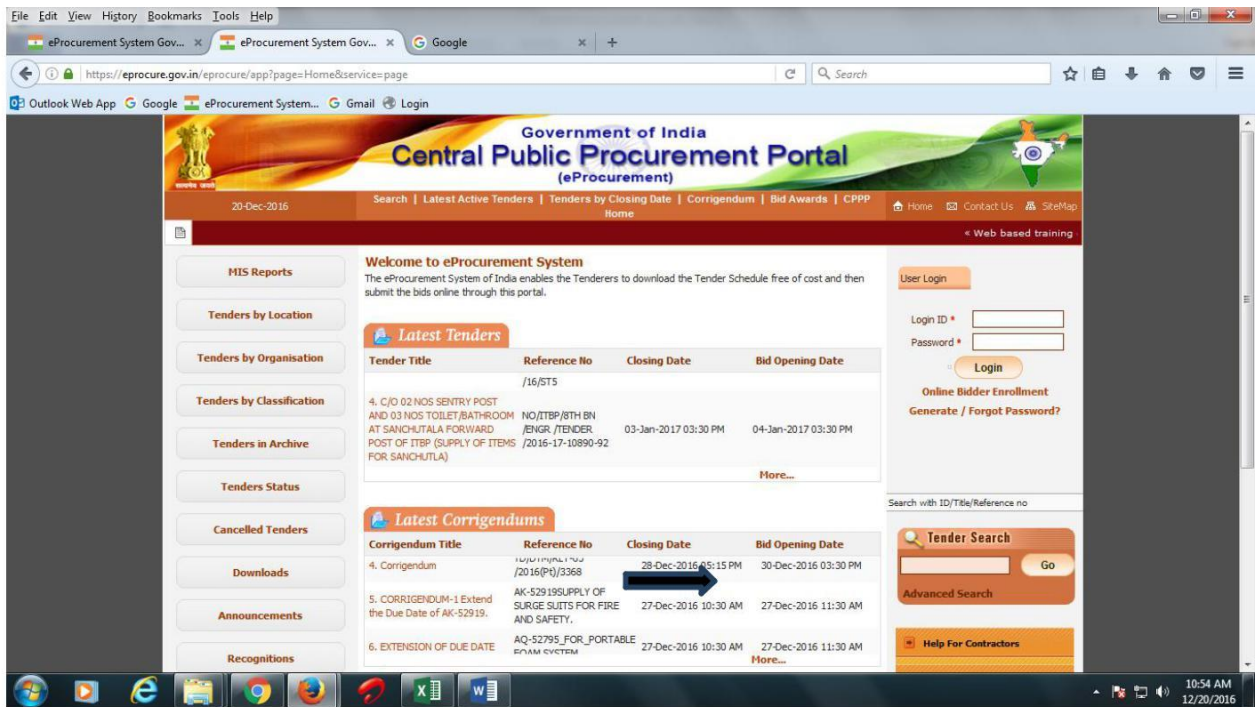 File Edit View History Bookmarks Tools Help
eProcurement System Gov... × eProcurement System Gov... × Google × +
https://eprocure.gov.in/eprocure/app?page=Home&service=page Search
Outlook Web App Google eProcurement System... Gmail Login
Government of India
Central Public Procurement Portal
(eProcurement)
सत्यमेव जयते
20-Dec-2016
Search | Latest Active Tenders | Tenders by Closing Date | Corrigendum | Bid Awards | CPPP
Home
Home Contact Us SiteMap
« Web based training
MIS Reports
Tenders by Location
Tenders by Organisation
Tenders by Classification
Tenders in Archive
Tenders Status
Cancelled Tenders
Downloads
Announcements
Recognitions
Welcome to eProcurement System
The eProcurement System of India enables the Tenderers to download the Tender Schedule free of cost and then
submit the bids online through this portal.
Latest Tenders
Tender Title Reference No Closing Date Bid Opening Date
/16/ST5
4. C/O 02 NOS SENTRY POST
AND 03 NOS TOILET/BATHROOM NO/ITBP/8TH BN
AT SANCHUTALA FORWARD /ENGR /TENDER 03-Jan-2017 03:30 PM 04-Jan-2017 03:30 PM
POST OF ITBP (SUPPLY OF ITEMS /2016-17-10890-92
FOR SANCHUTLA)
More...
Latest Corrigendums
Corrigendum Title Reference No Closing Date Bid Opening Date
4. Corrigendum /2016(Pt)/3368 28-Dec-2016 05:15 PM 30-Dec-2016 03:30 PM
5. CORRIGENDUM-1 Extend AK-52919SUPPLY OF
the Due Date of AK-52919. SURGE SUITS FOR FIRE 27-Dec-2016 10:30 AM 27-Dec-2016 11:30 AM
AND SAFETY.
6. EXTENSION OF DUE DATE AQ-52795_FOR_PORTABLE 27-Dec-2016 10:30 AM 27-Dec-2016 11:30 AM
FOAM SYSTEM
More...
User Login
Login ID *
Password *
Login
Online Bidder Enrollment
Generate / Forgot Password?
Search with ID/Title/Reference no
Tender Search
Go
Advanced Search
Help For Contractors
10:54 AM
12/20/2016